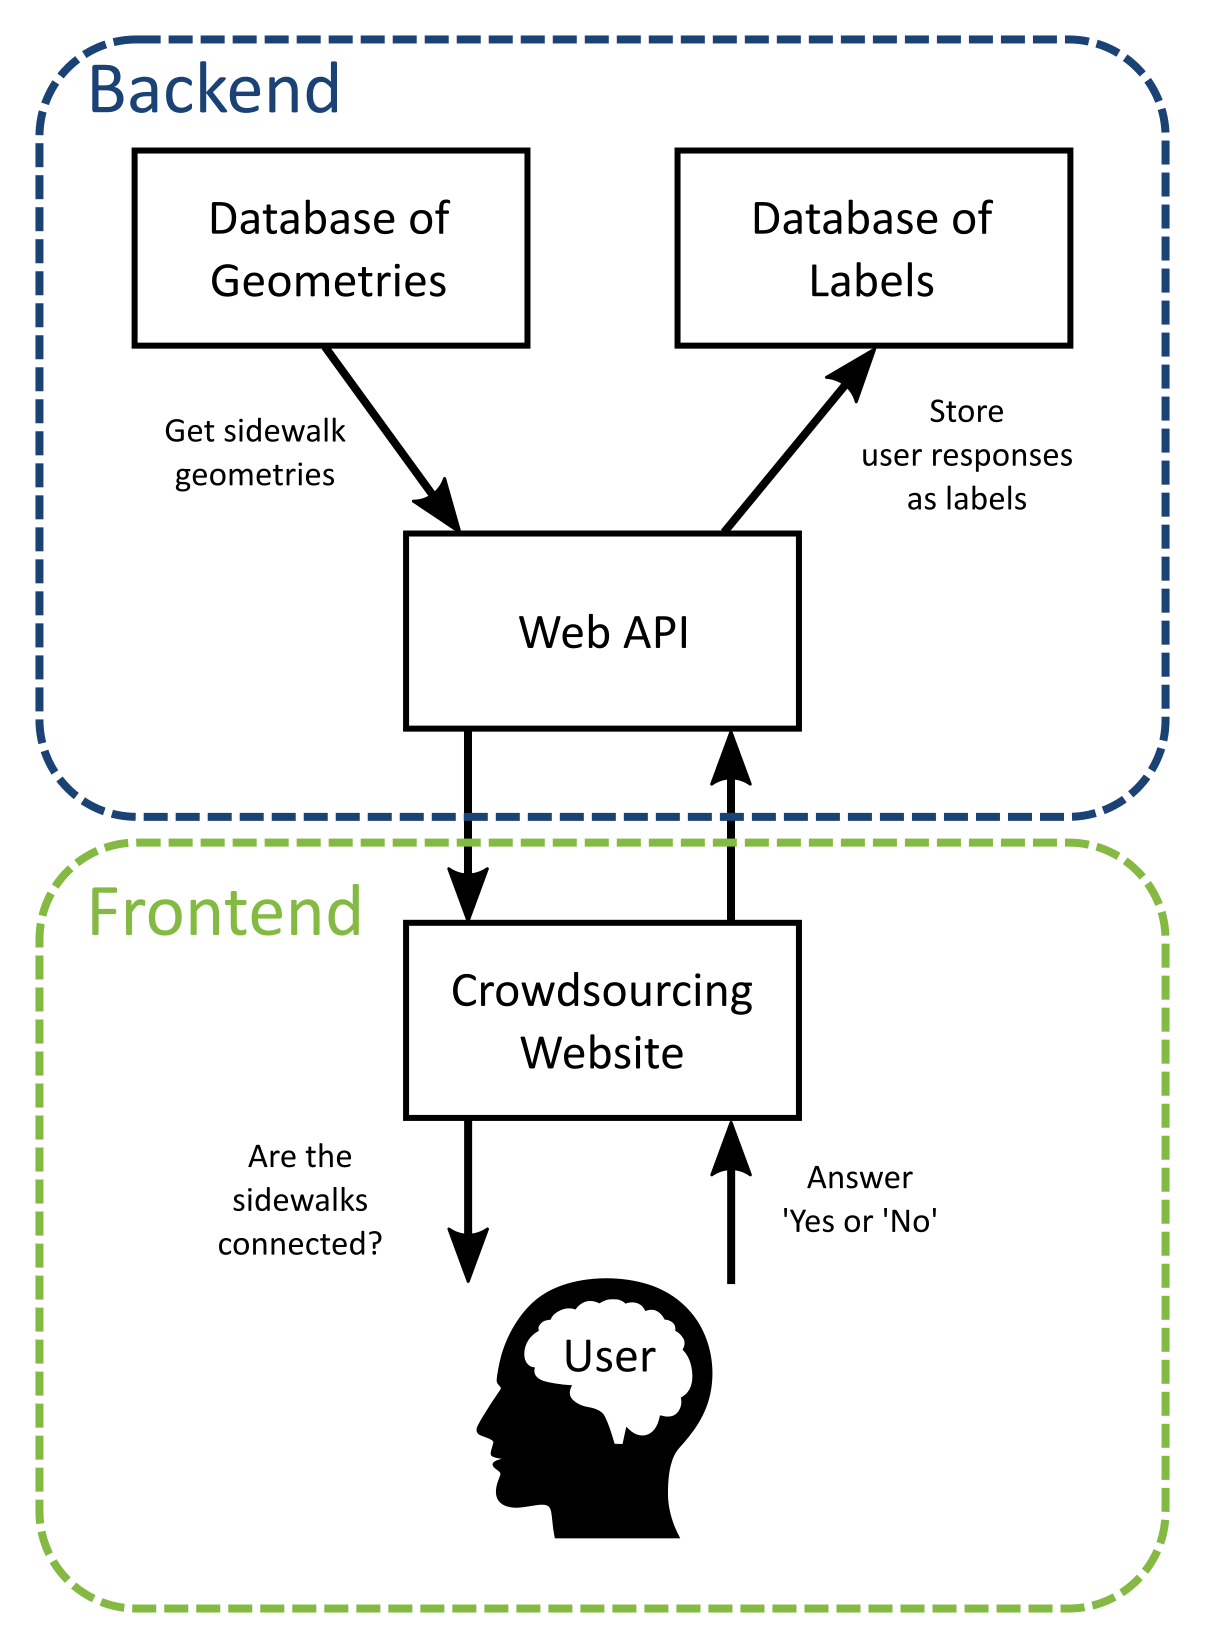 Backend
Database of
Geometries
Database of
Labels
Get sidewalk
geometries
Store
user responses
as labels
Web API
Frontend
Crowdsourcing
Website
Are the
sidewalks
connected?
Answer
'Yes or 'No'
User